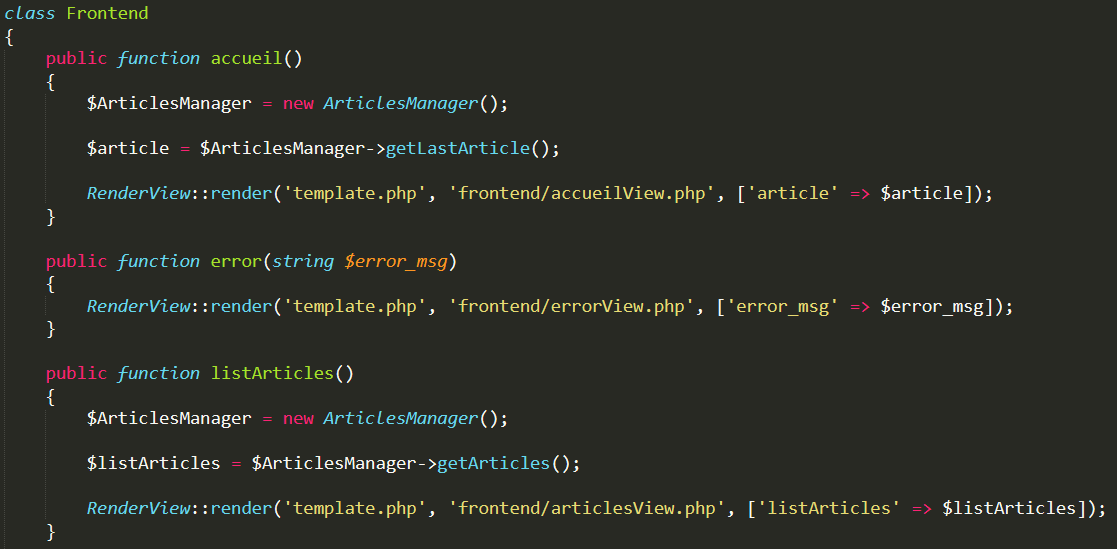 class Frontend
{
    public function accueil()
    {
        $ArticlesManager = new ArticlesManager();

        $article = $ArticlesManager->getLastArticle();

        RenderView::render('template.php', 'frontend/accueilView.php', ['article' => $article]);
    }

    public function error(string $error_msg)
    {
        RenderView::render('template.php', 'frontend/errorView.php', ['error_msg' => $error_msg]);
    }

    public function listArticles()
    {
        $ArticlesManager = new ArticlesManager();

        $listArticles = $ArticlesManager->getArticles();

        RenderView::render('template.php', 'frontend/articlesView.php', ['listArticles' => $listArticles]);
    }